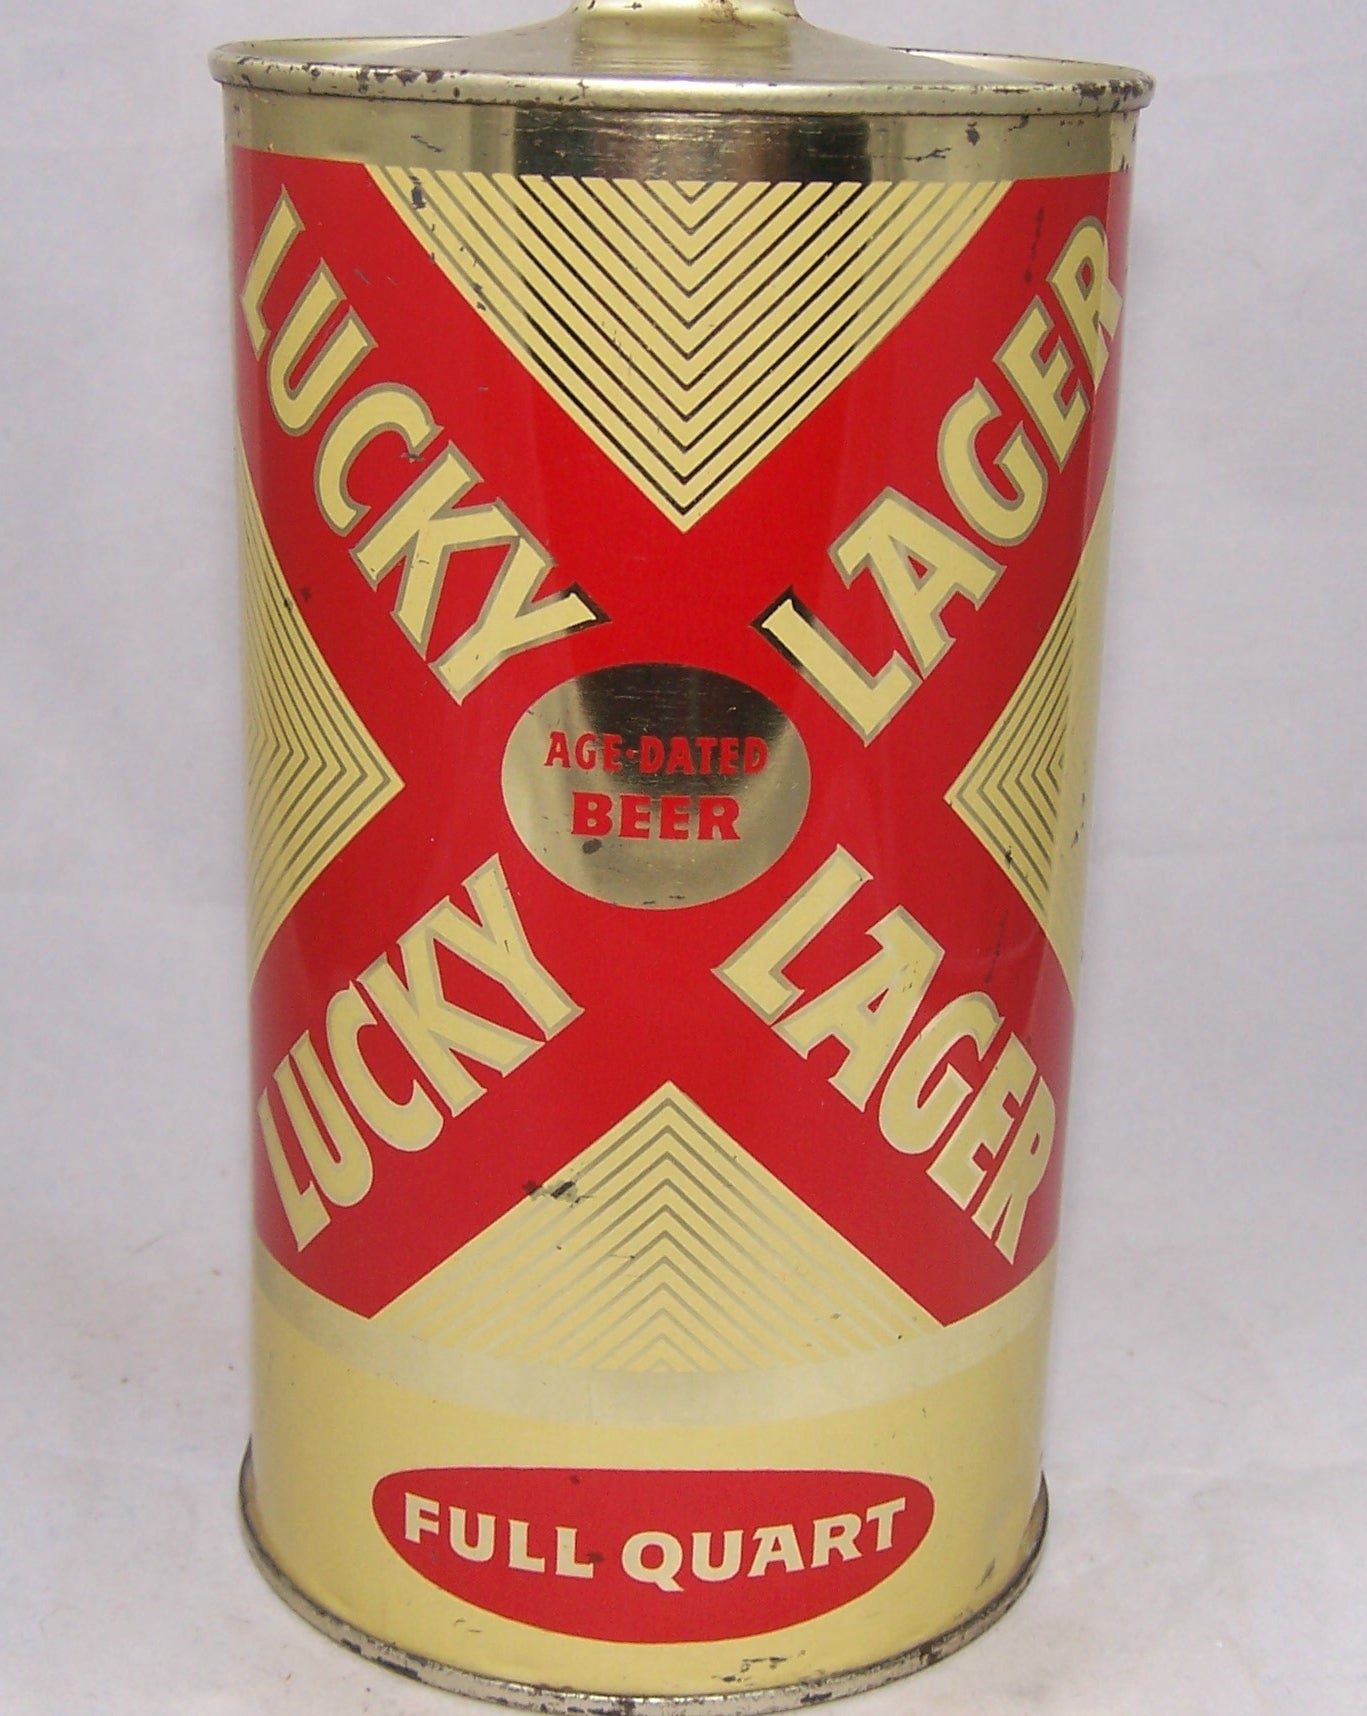 LUCKY LAGER
AGE-DATED
BEER
LUCKY LAGER
FULL QUART